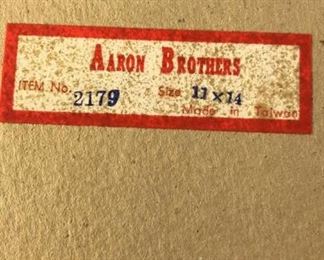 AARON BROTHERS
ITEM No. 2179 Size 11 x 14
Made in Taiwan